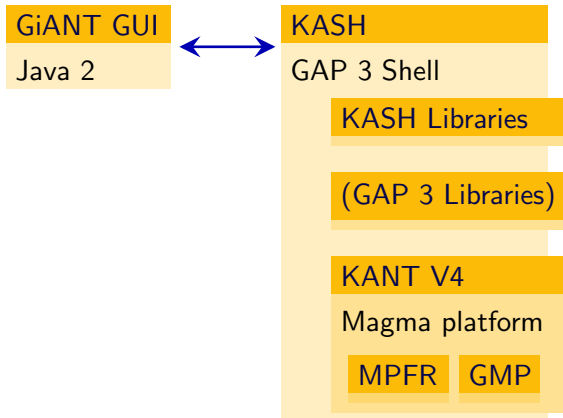 GiANT GUI
Java 2
KASH
GAP 3 Shell
KASH Libraries
(GAP 3 Libraries)
KANT V4
Magma platform
MPFR GMP